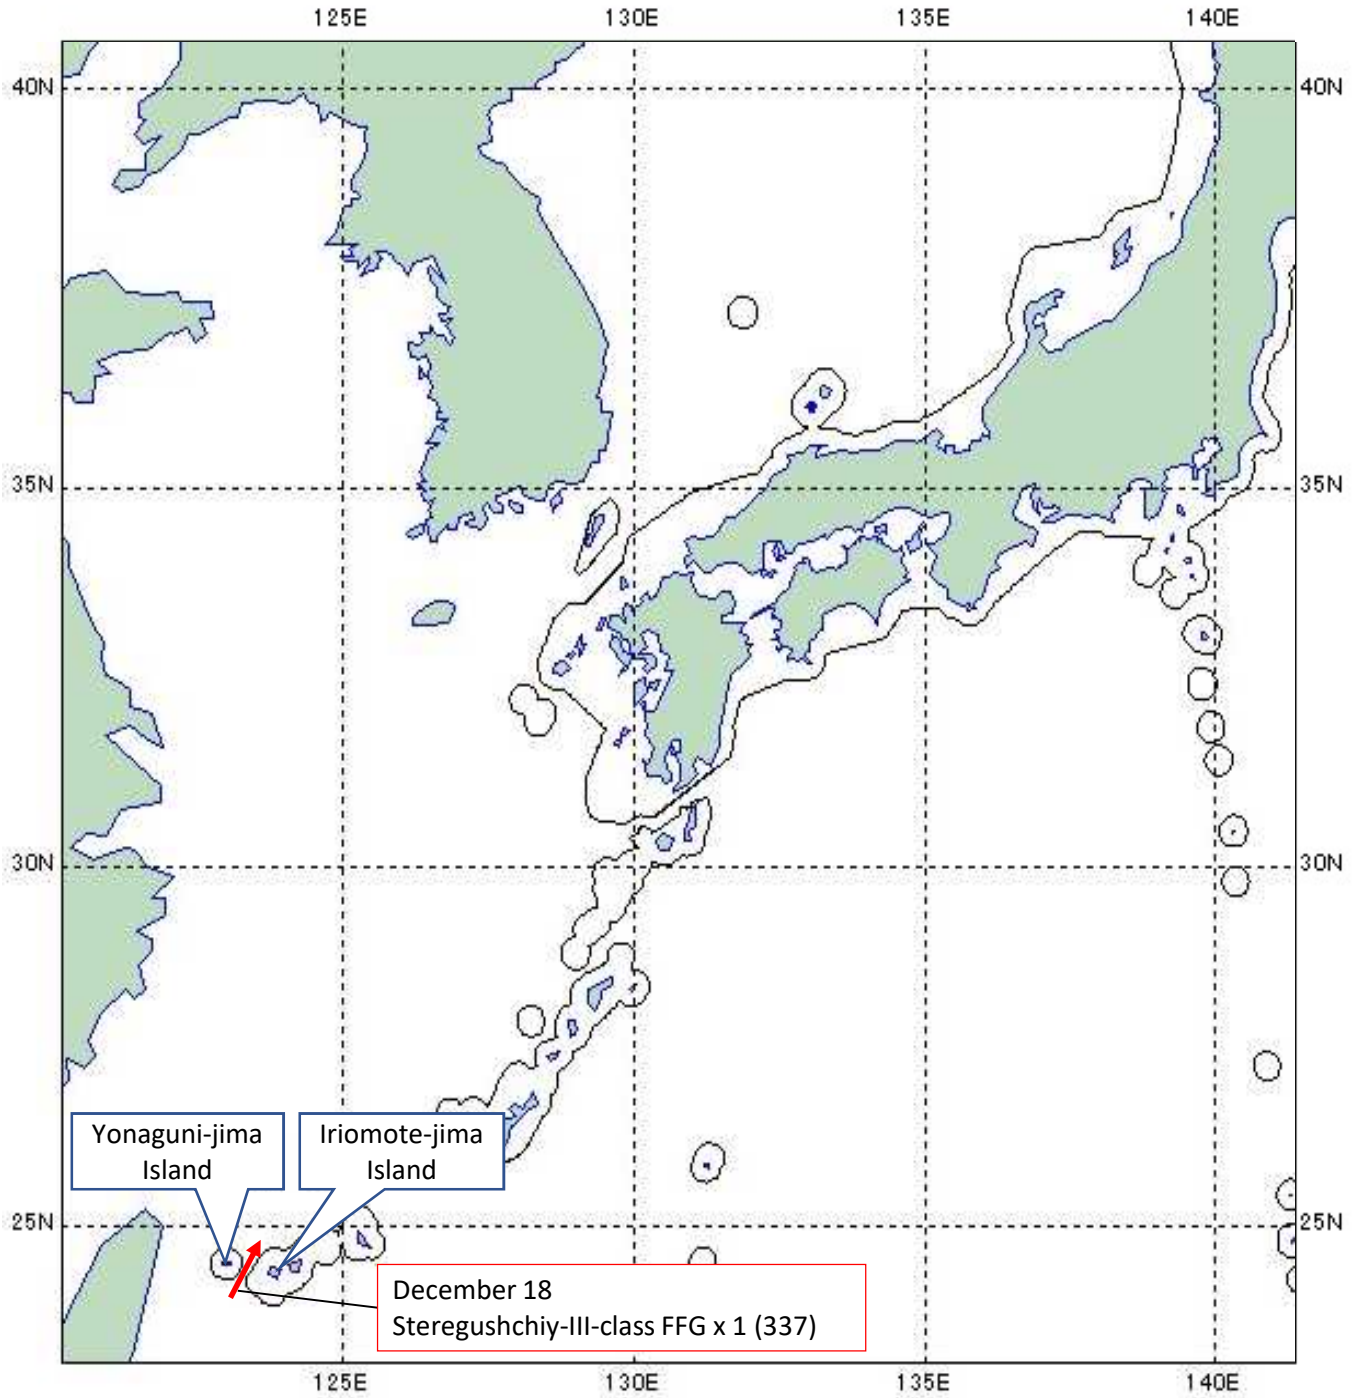 125E 130E 135E 140E
40N 40N
35N 35N
30N 30N
Yonaguni-jima
Island
Iriomote-jima
Island
25N 25N
December 18
Steregushchiy-III-class FFG x 1 (337)
125E 130E 135E 140E